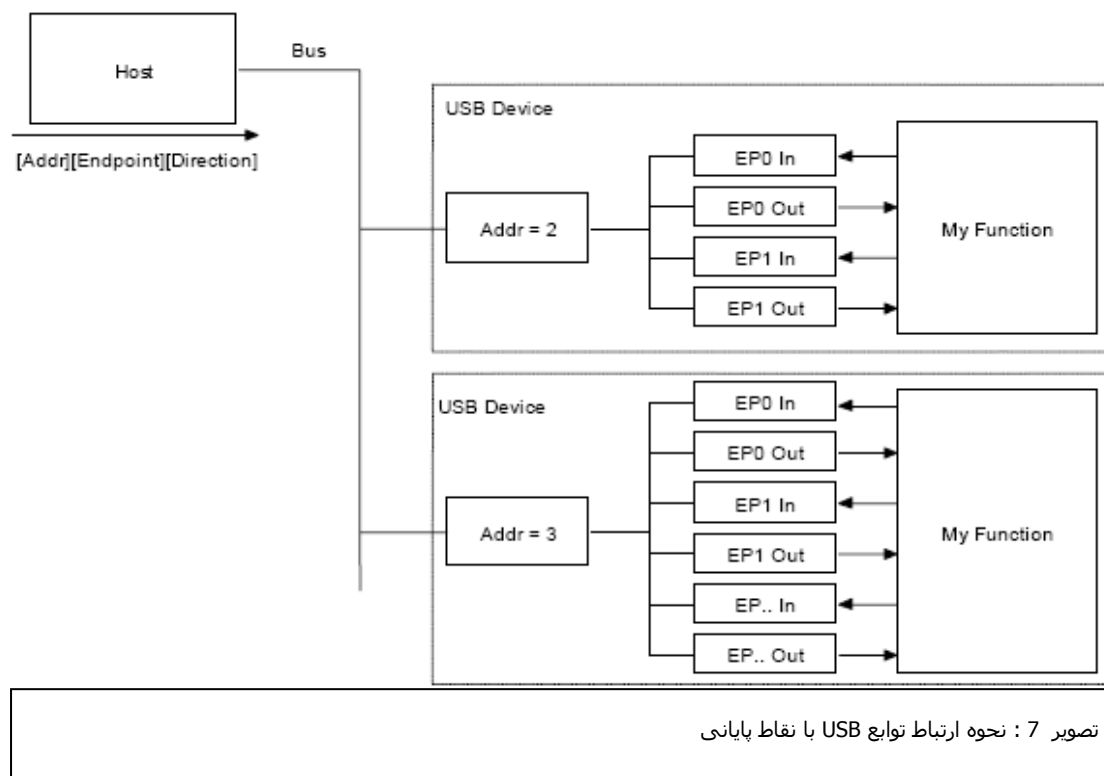 Host
Bus
[Addr][Endpoint][Direction]
USB Device
Addr = 2
EP0 In
EP0 Out
EP1 In
EP1 Out
My Function
USB Device
Addr = 3
EP0 In
EP0 Out
EP1 In
EP1 Out
EP.. In
EP.. Out
My Function
تصویر 7 : نحوه ارتباط توابع USB با نقاط پایانی